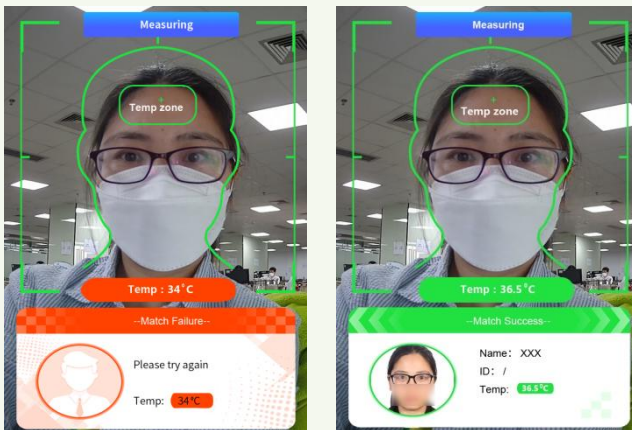 Measuring
Temp zone
Temp : 34°C
--Match Failure--
Please try again
Temp: 34°C
Measuring
Temp zone
Temp : 36.5°C
--Match Success--
Name: XXX
ID: /
Temp: 36.5°C